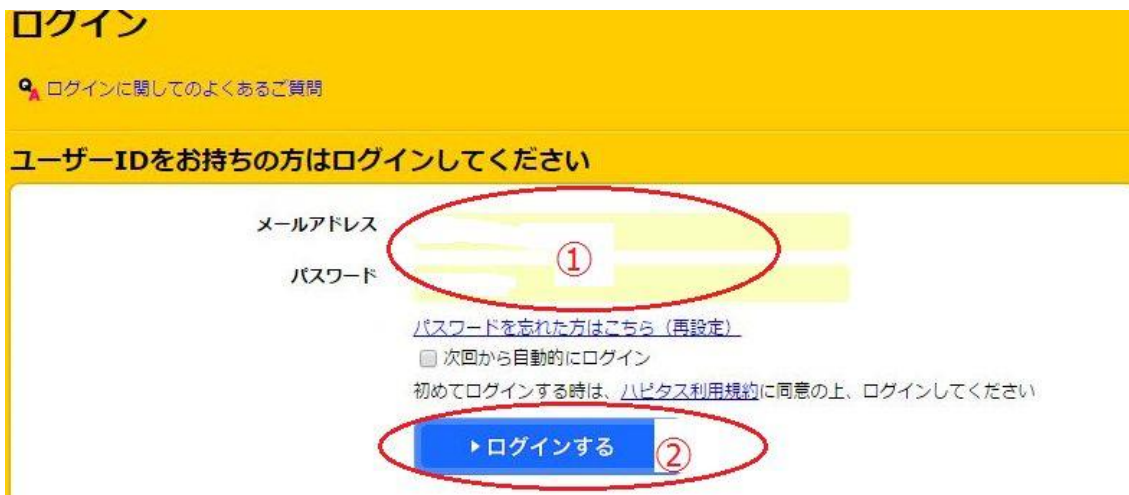 ログイン
QA ログインに関してのよくあるご質問
ユーザーIDをお持ちの方はログインしてください
メールアドレス
①
パスワード
パスワードを忘れた方はこちら（再設定）
次回から自動的にログイン
初めてログインする時は、ハピタス利用規約に同意の上、ログインしてください
ログインする ②